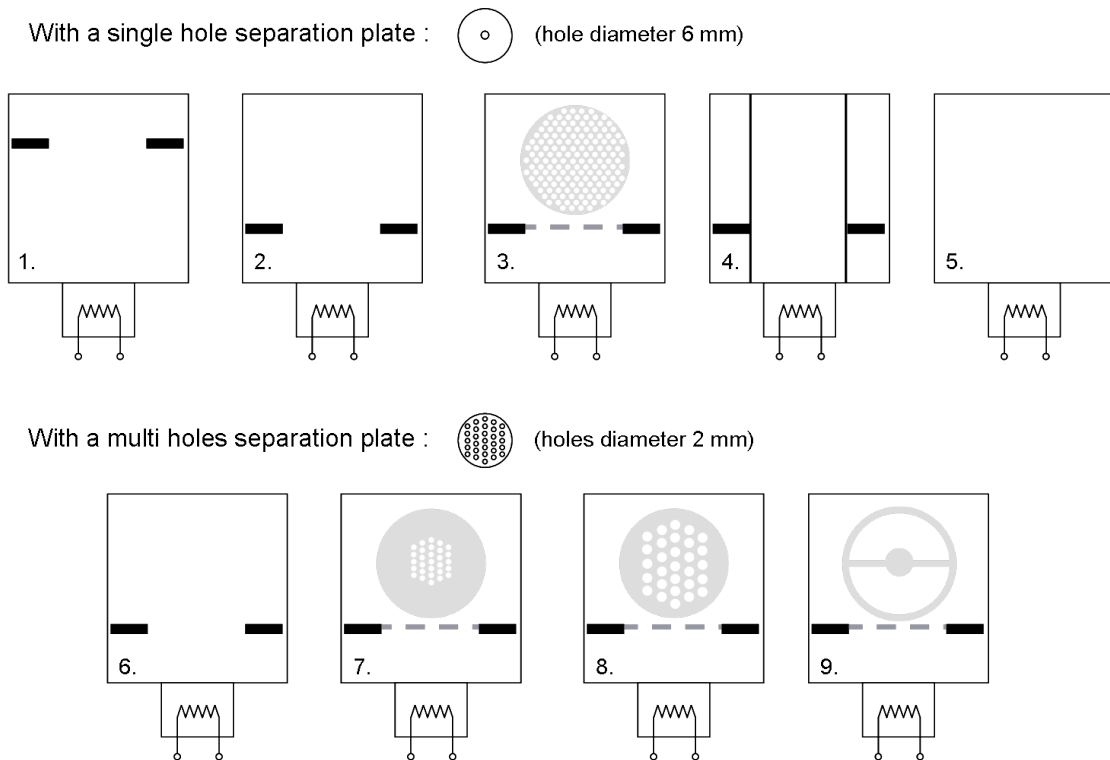 With a single hole separation plate : (hole diameter 6 mm)
1. 2. 3. 4. 5.
With a multi holes separation plate : (holes diameter 2 mm)
6. 7. 8. 9.